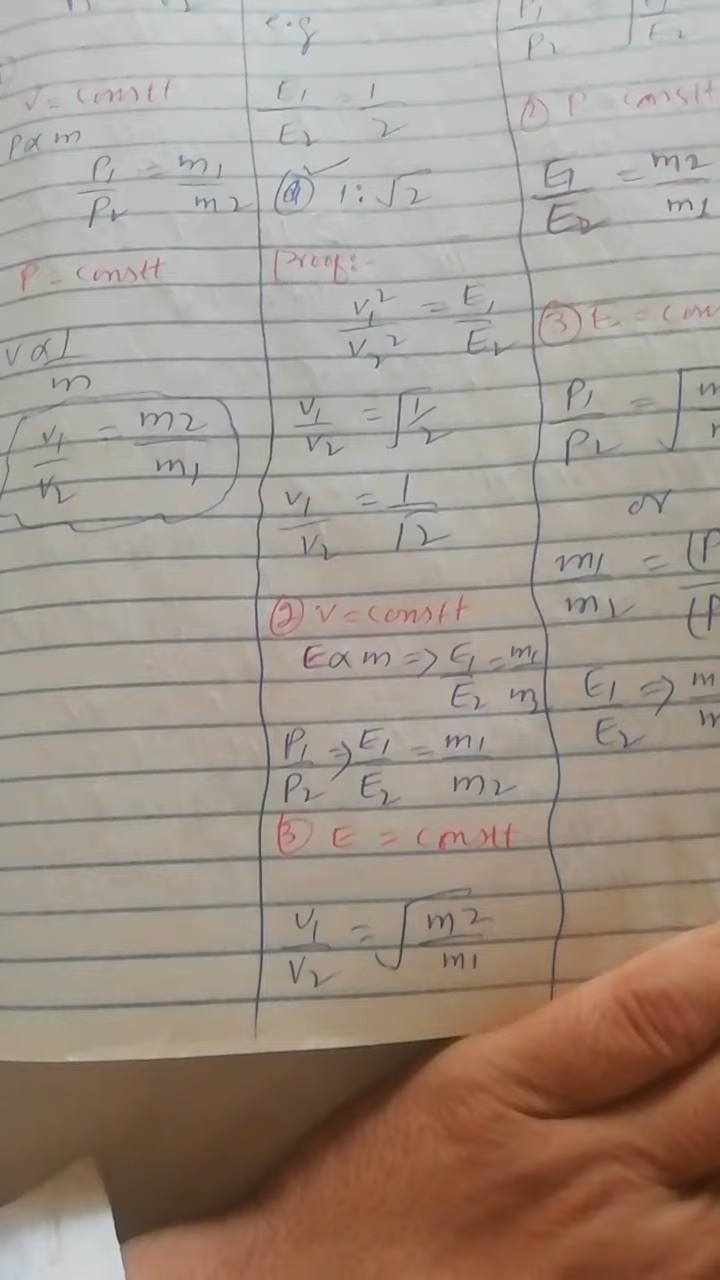 V = constt
P∝m
P1/P2 = m1/m2
P = constt
V∝1/m
V1/V2 = m2/m1
e.g
E1/E2 = 1/2
1:√2
Proof:-
V1²/V2² = E1/E2
V1/V2 = √1/2
V1/V2 = 1/√2
② V = constt
E∝m => E1/E2 = m1/m2
P1/P2 => E1/E2 = m1/m2
③ E = constt
V1/V2 = √m2/m1
P1/P2
① P constt
E1/E2 = m2/m1
③ E = con
P1/P2 = √m
or
m1/m2 = (P/(P
E1/E2 => m/m